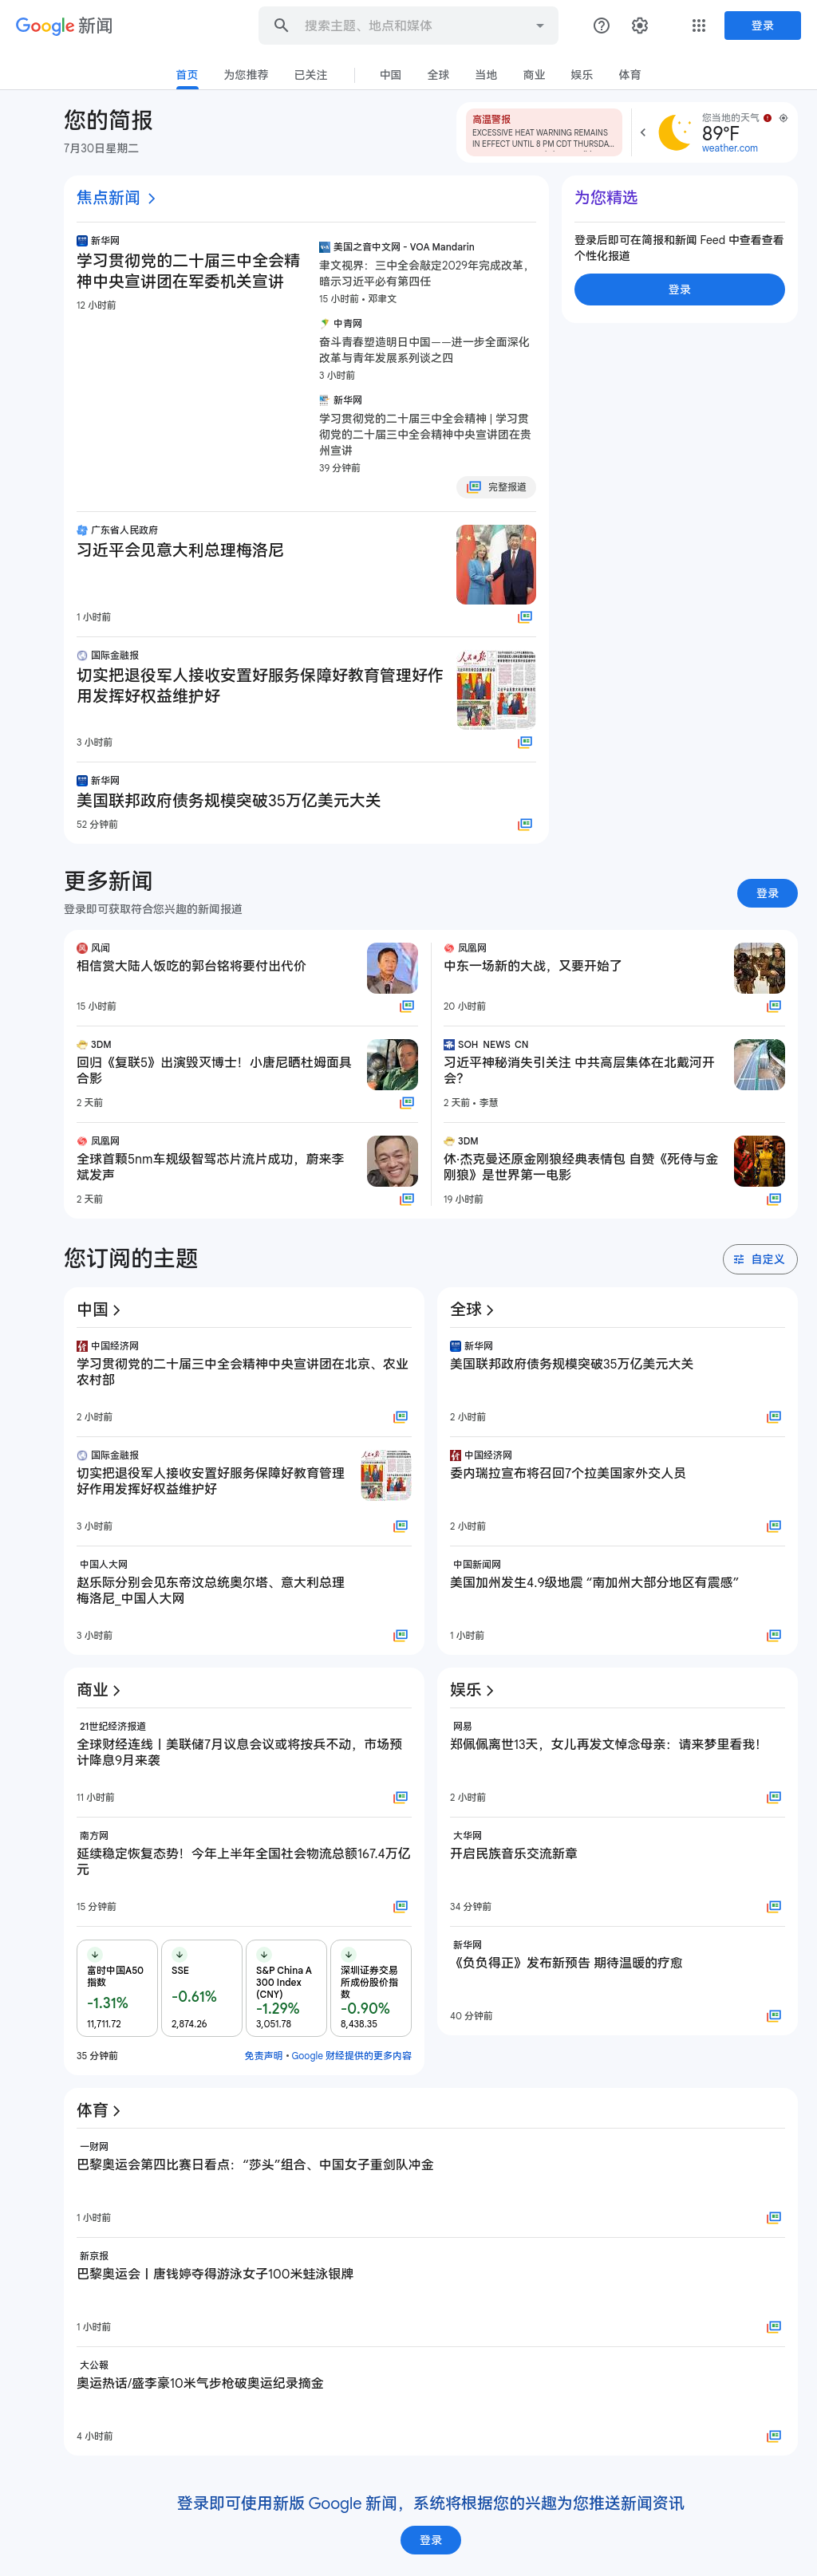 Google 新闻
搜索主题、地点和媒体
登录
首页
为您推荐
已关注
中国
全球
当地
商业
娱乐
体育
您的简报
7月30日星期二
高温警报
EXCESSIVE HEAT WARNING REMAINS
IN EFFECT UNTIL 8 PM CDT THURSDA...
您当地的天气
89°F
weather.com
焦点新闻
新华网
学习贯彻党的二十届三中全会精
神中央宣讲团在军委机关宣讲
12 小时前
美国之音中文网 - VOA Mandarin
聿文视界：三中全会敲定2029年完成改革，
暗示习近平必有第四任
15 小时前 • 邓聿文
中青网
奋斗青春塑造明日中国——进一步全面深化
改革与青年发展系列谈之四
3 小时前
新华网
学习贯彻党的二十届三中全会精神 | 学习贯
彻党的二十届三中全会精神中央宣讲团在贵
州宣讲
39 分钟前
完整报道
广东省人民政府
习近平会见意大利总理梅洛尼
1 小时前
国际金融报
切实把退役军人接收安置好服务保障好教育管理好作
用发挥好权益维护好
人民日报
3 小时前
新华网
美国联邦政府债务规模突破35万亿美元大关
52 分钟前
为您精选
登录后即可在简报和新闻 Feed 中查看查看
个性化报道
登录
更多新闻
登录即可获取符合您兴趣的新闻报道
登录
风闻
相信赏大陆人饭吃的郭台铭将要付出代价
15 小时前
3DM
回归《复联5》出演毁灭博士！小唐尼晒杜姆面具
合影
2 天前
凤凰网
全球首颗5nm车规级智驾芯片流片成功，蔚来李
斌发声
2 天前
凤凰网
中东一场新的大战，又要开始了
20 小时前
SOH_NEWS_CN
习近平神秘消失引关注 中共高层集体在北戴河开
会？
2 天前 • 李慧
3DM
休·杰克曼还原金刚狼经典表情包 自赞《死侍与金
刚狼》是世界第一电影
19 小时前
您订阅的主题
自定义
中国
中国经济网
学习贯彻党的二十届三中全会精神中央宣讲团在北京、农业
农村部
2 小时前
国际金融报
切实把退役军人接收安置好服务保障好教育管理
好作用发挥好权益维护好
3 小时前
中国人大网
赵乐际分别会见东帝汶总统奥尔塔、意大利总理
梅洛尼_中国人大网
3 小时前
全球
新华网
美国联邦政府债务规模突破35万亿美元大关
2 小时前
中国经济网
委内瑞拉宣布将召回7个拉美国家外交人员
2 小时前
中国新闻网
美国加州发生4.9级地震 “南加州大部分地区有震感”
1 小时前
商业
21世纪经济报道
全球财经连线丨美联储7月议息会议或将按兵不动，市场预
计降息9月来袭
11 小时前
南方网
延续稳定恢复态势！今年上半年全国社会物流总额167.4万亿
元
15 分钟前
富时中国A50
指数
-1.31%
11,711.72
SSE
-0.61%
2,874.26
S&P China A
300 Index
(CNY)
-1.29%
3,051.78
深圳证券交易
所成份股价指
数
-0.90%
8,438.35
35 分钟前
免责声明 • Google 财经提供的更多内容
娱乐
网易
郑佩佩离世13天，女儿再发文悼念母亲：请来梦里看我！
2 小时前
大华网
开启民族音乐交流新章
34 分钟前
新华网
《负负得正》发布新预告 期待温暖的疗愈
40 分钟前
体育
一财网
巴黎奥运会第四比赛日看点：“莎头”组合、中国女子重剑队冲金
1 小时前
新京报
巴黎奥运会丨唐钱婷夺得游泳女子100米蛙泳银牌
1 小时前
大公報
奥运热话/盛李豪10米气步枪破奥运纪录摘金
4 小时前
登录即可使用新版 Google 新闻，系统将根据您的兴趣为您推送新闻资讯
登录